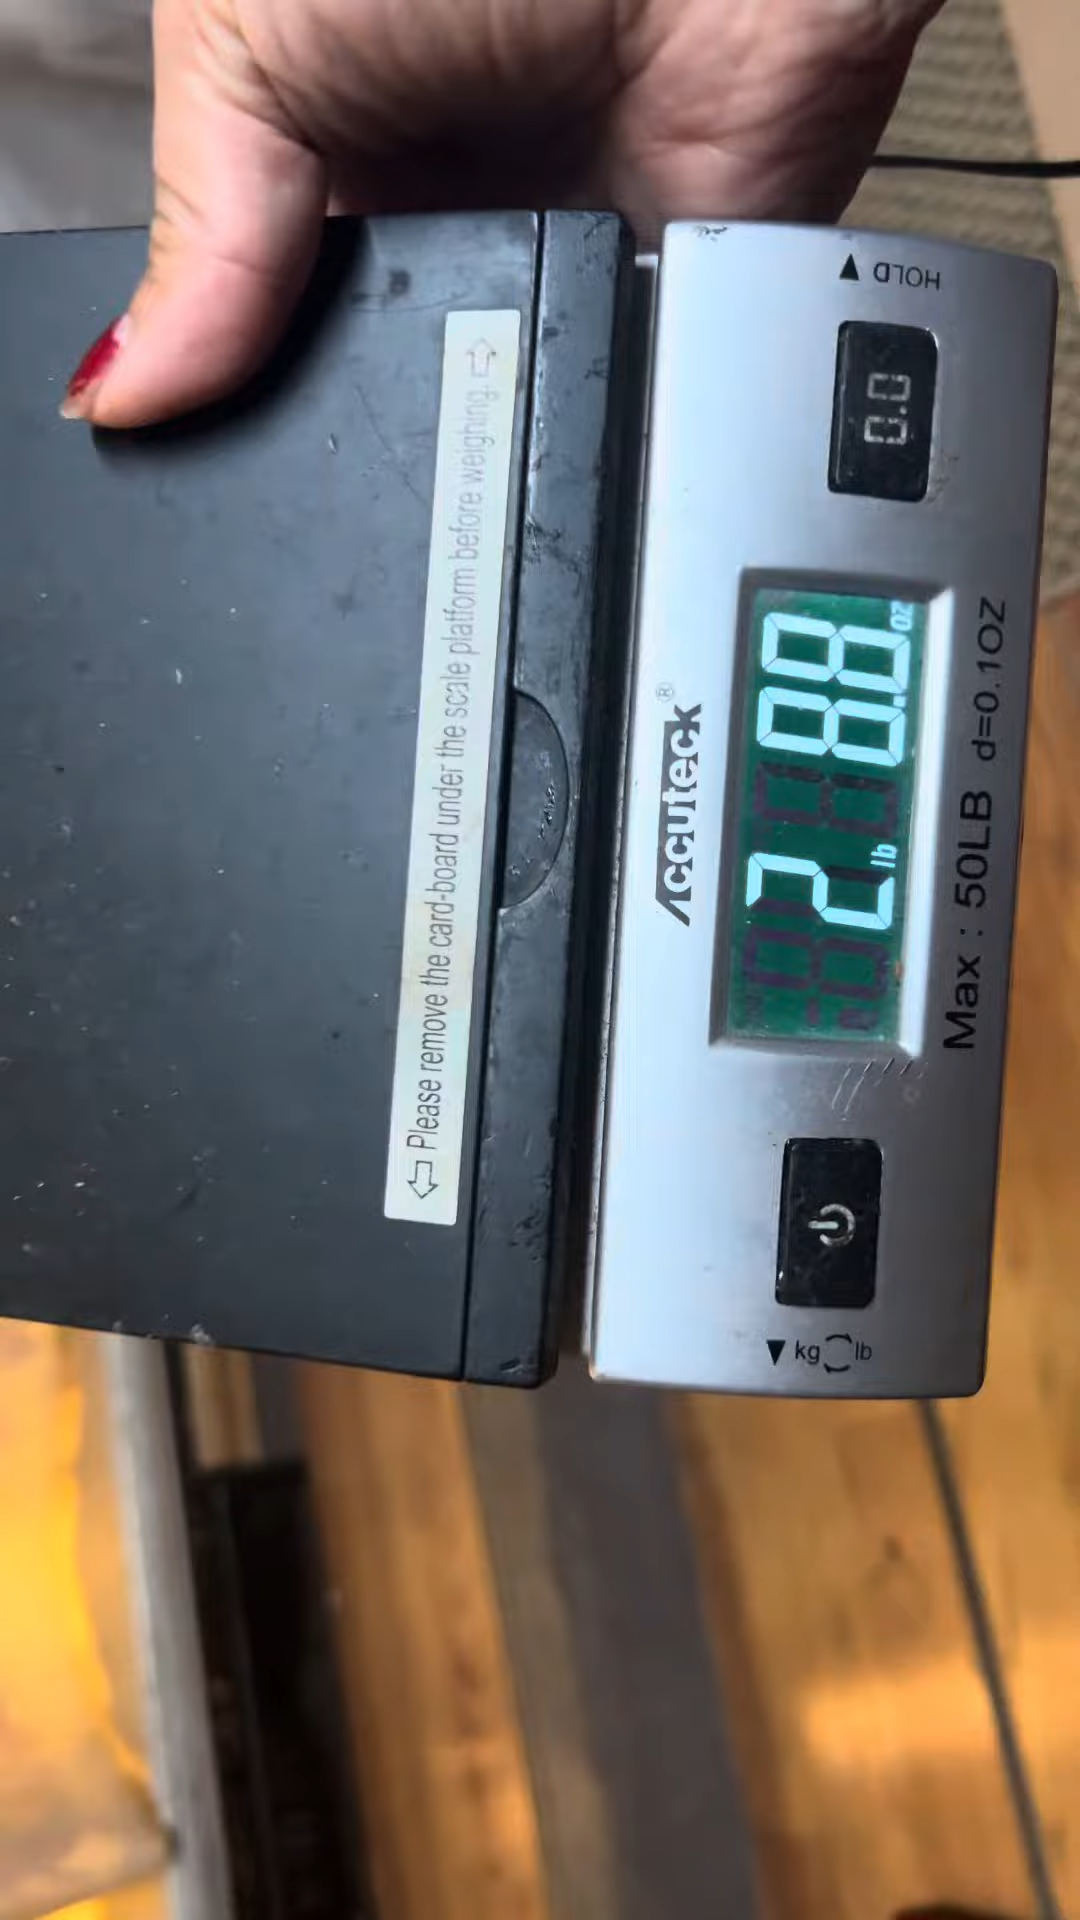 Please remove the card-board under the scale platform before weighing.
Accuteck®
2 lb 8.8 oz
0.0
kg lb
HOLD
Max : 50LB d=0.1OZ